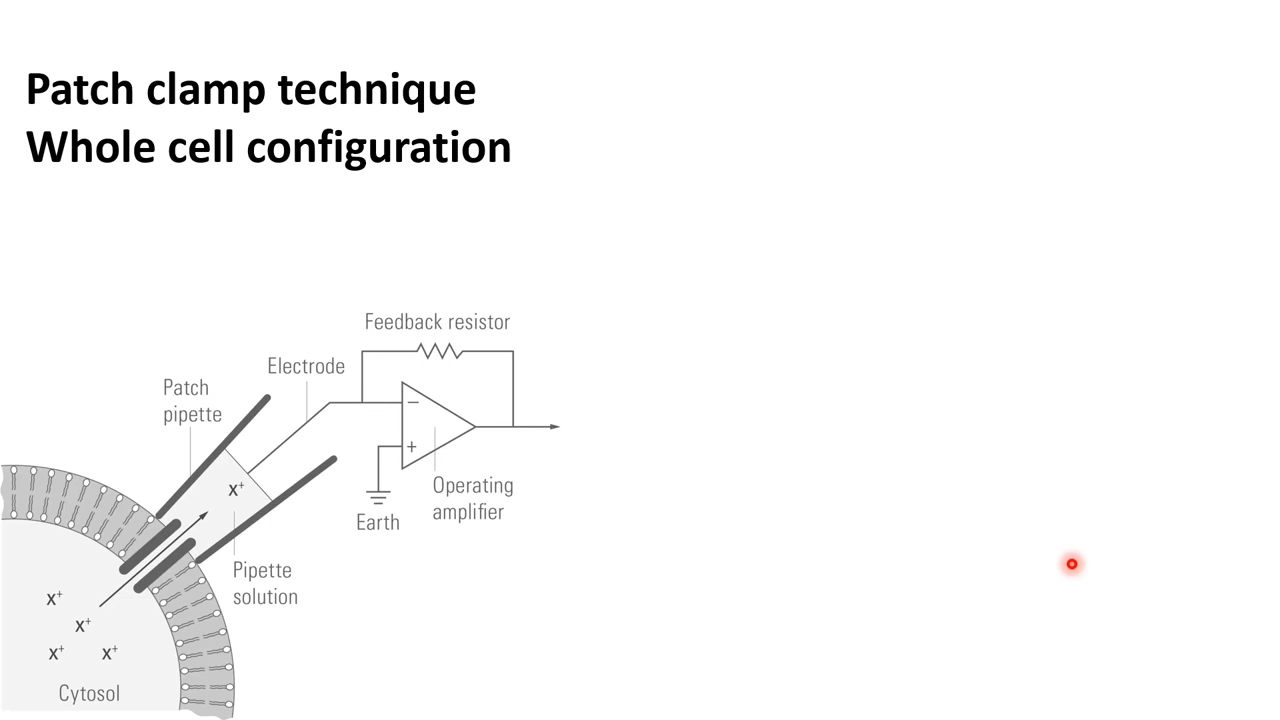 Patch clamp technique
Whole cell configuration
Feedback resistor
Electrode
Patch
pipette
−
+
x⁺
Operating
amplifier
Earth
Pipette
solution
x⁺
x⁺
x⁺ x⁺
Cytosol